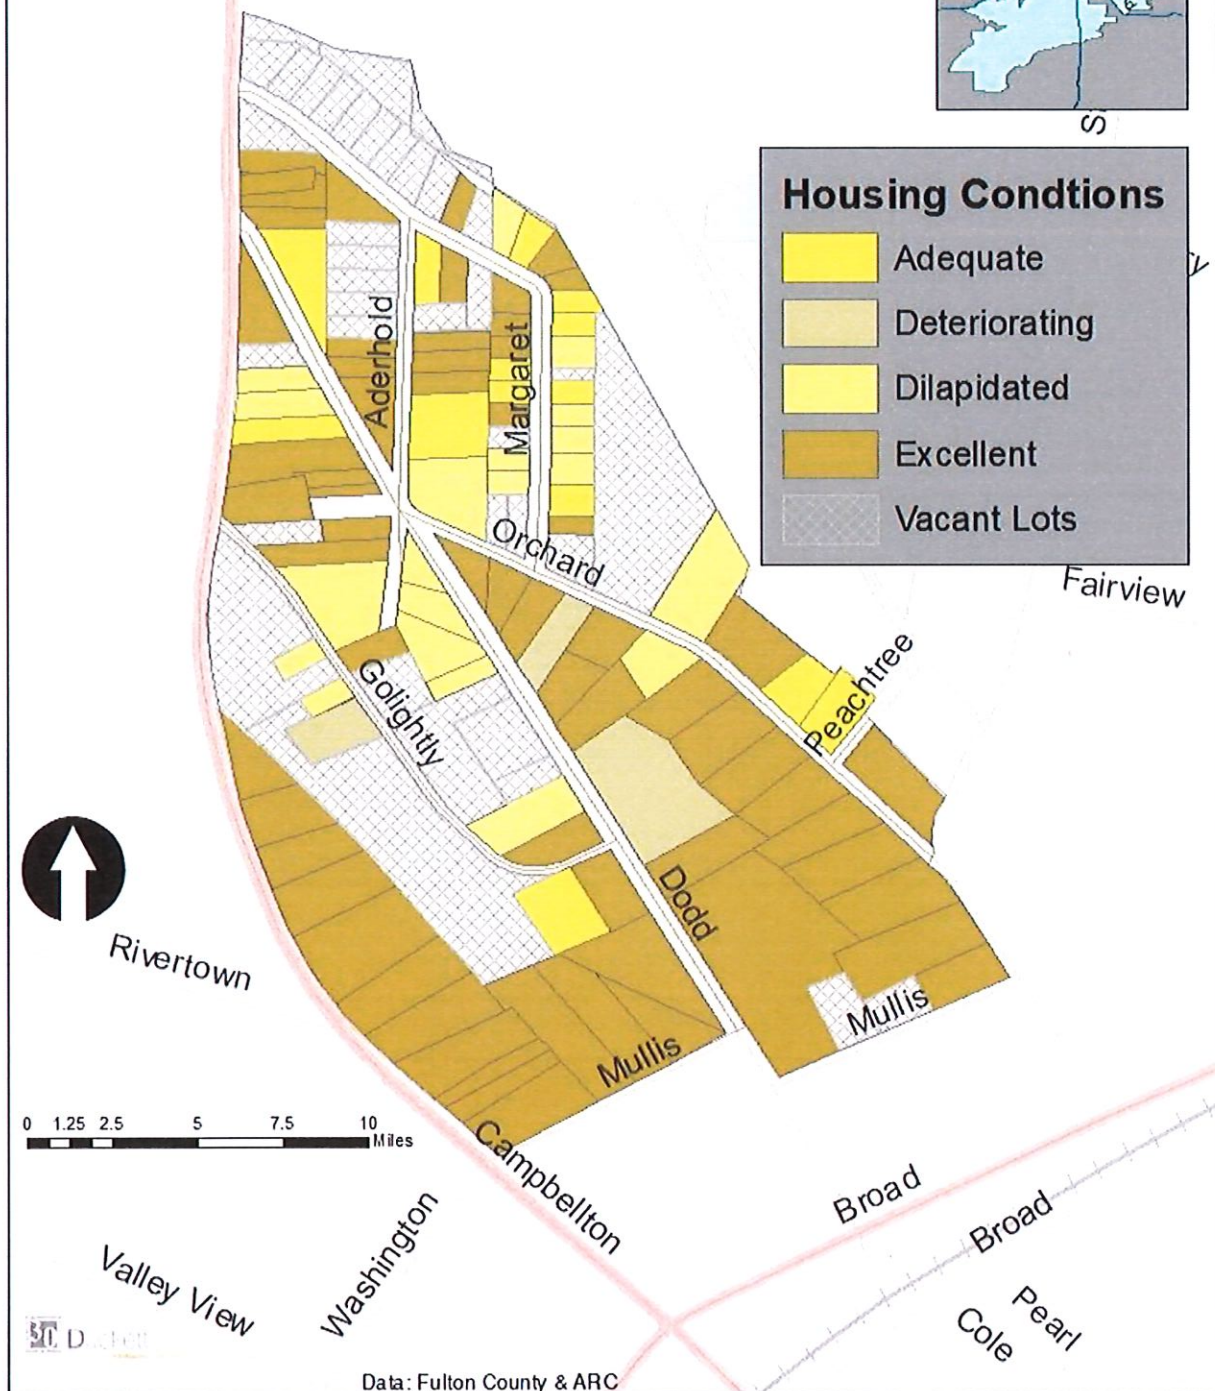 Housing Condtions
Adequate
Deteriorating
Dilapidated
Excellent
Vacant Lots
Aderhold
Margaret
Orchard
Fairview
Peachtree
Golightly
Dodd
Rivertown
Mullis
Mullis
0 1.25 2.5 5 7.5 10
Miles
Campbellton
Broad
Broad
Washington
Valley View
Pearl
Cole
Data: Fulton County & ARC